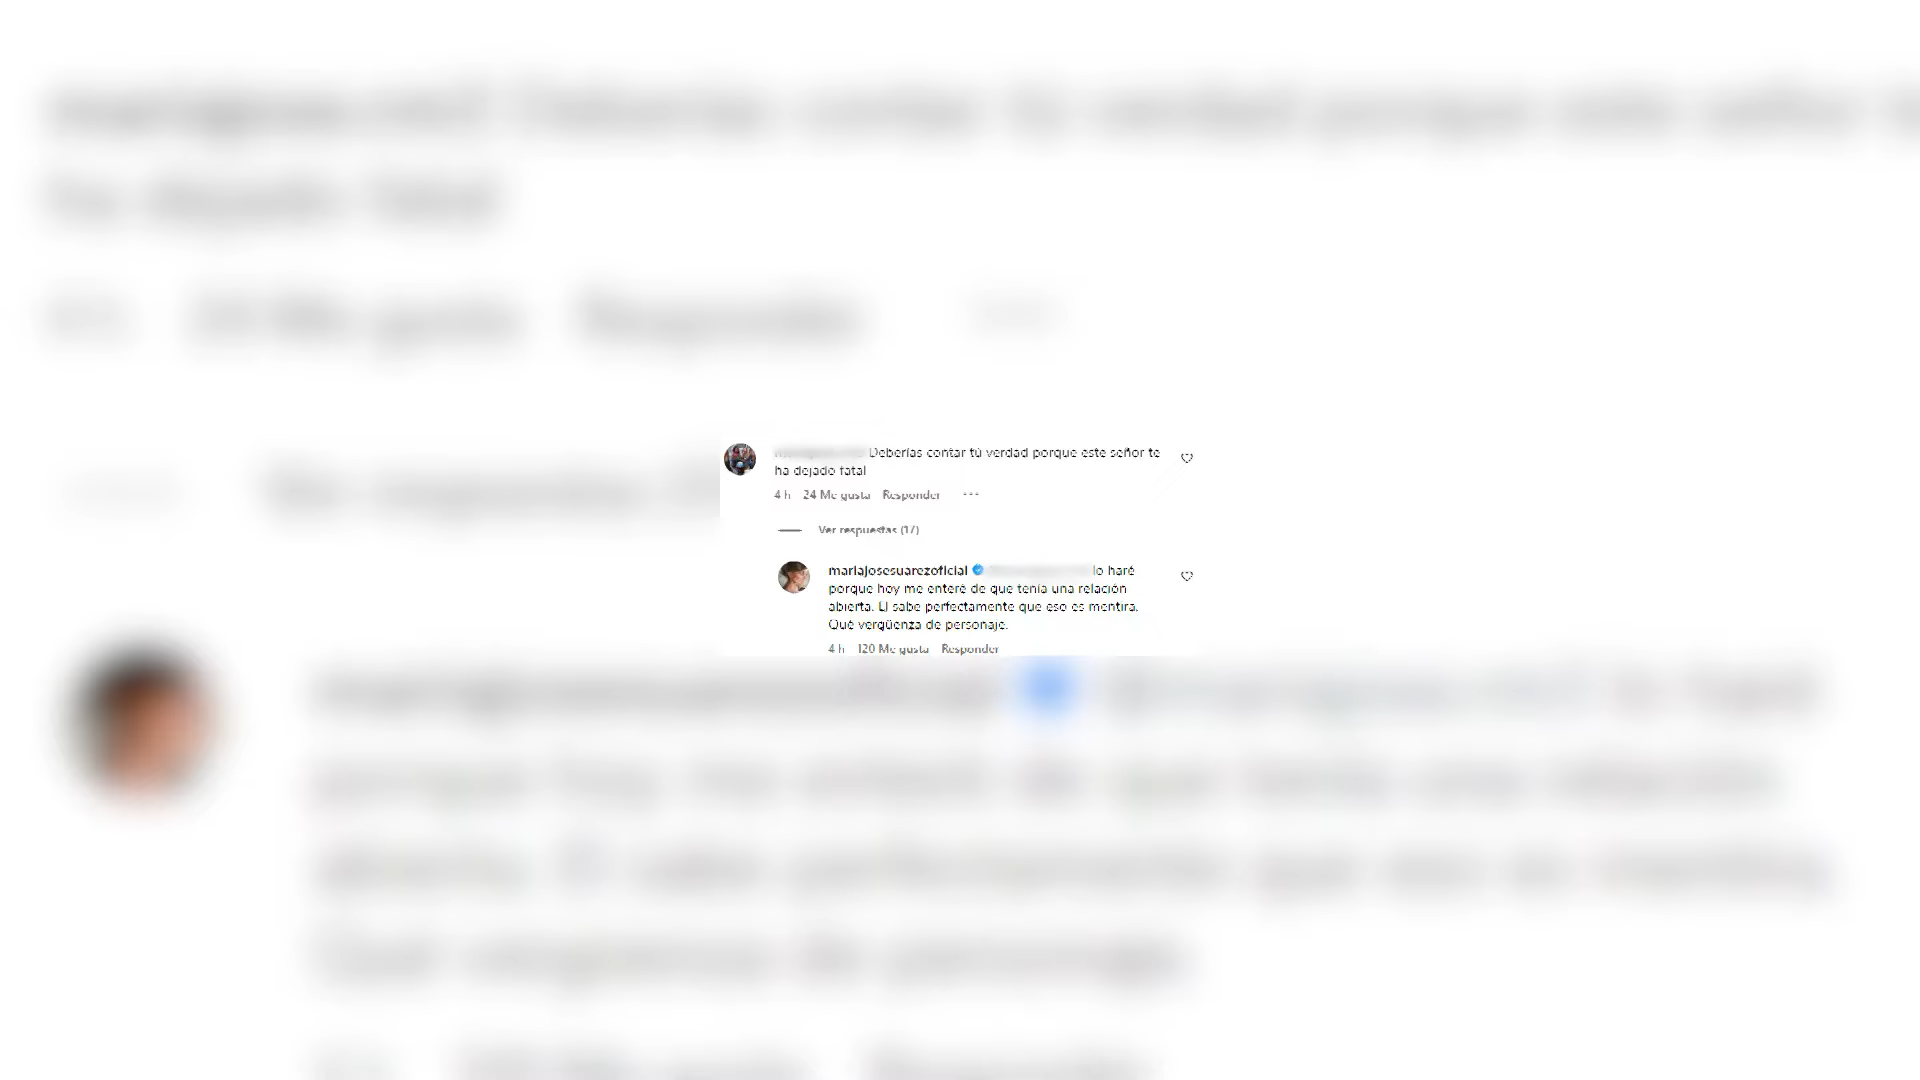 Deberías contar tú verdad porque este señor te
ha dejado fatal
4 h 24 Me gusta Responder ···
Ver respuestas (17)
mariajosesuarezoficial lo haré
porque hoy me enteré de que tenía una relación
abierta. El sabe perfectamente que eso es mentira.
Qué vergüenza de personaje.
4 h 120 Me gusta Responder